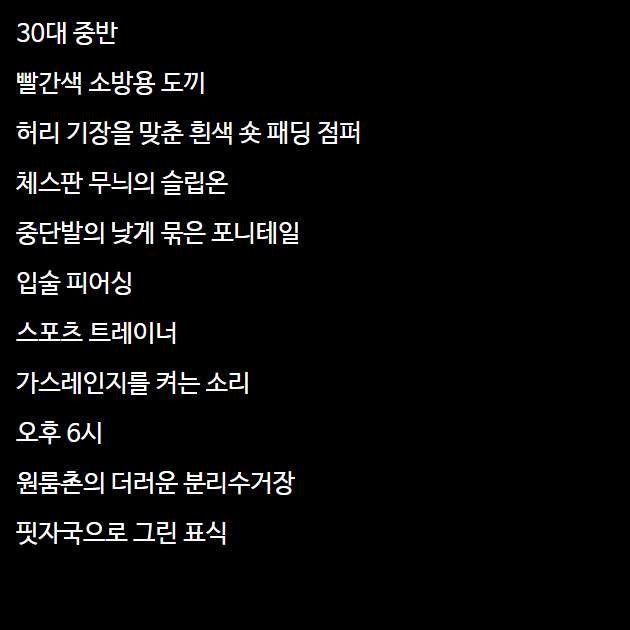 30대 중반
빨간색 소방용 도끼
허리 기장을 맞춘 흰색 숏 패딩 점퍼
체스판 무늬의 슬립온
중단발의 낮게 묶은 포니테일
입술 피어싱
스포츠 트레이너
가스레인지를 켜는 소리
오후 6시
원룸촌의 더러운 분리수거장
핏자국으로 그린 표식